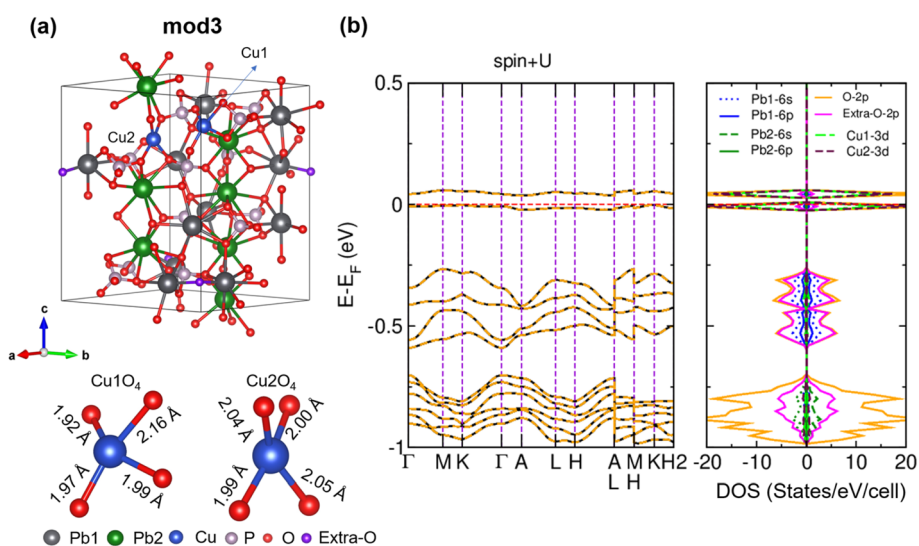 (a)
mod3
Cu1
Cu2
c
a
b
Cu1O4
1.92 Å
2.16 Å
1.97 Å
1.99 Å
Cu2O4
2.04 Å
2.00 Å
1.99 Å
2.05 Å
Pb1 Pb2 Cu P O Extra-O
(b)
spin+U
E-EF (eV)
0.5
0
-0.5
-1
Γ M K Γ A L H A M K H2
L H
Pb1-6s
Pb1-6p
Pb2-6s
Pb2-6p
O-2p
Extra-O-2p
Cu1-3d
Cu2-3d
-20 -10 0 10 20
DOS (States/eV/cell)